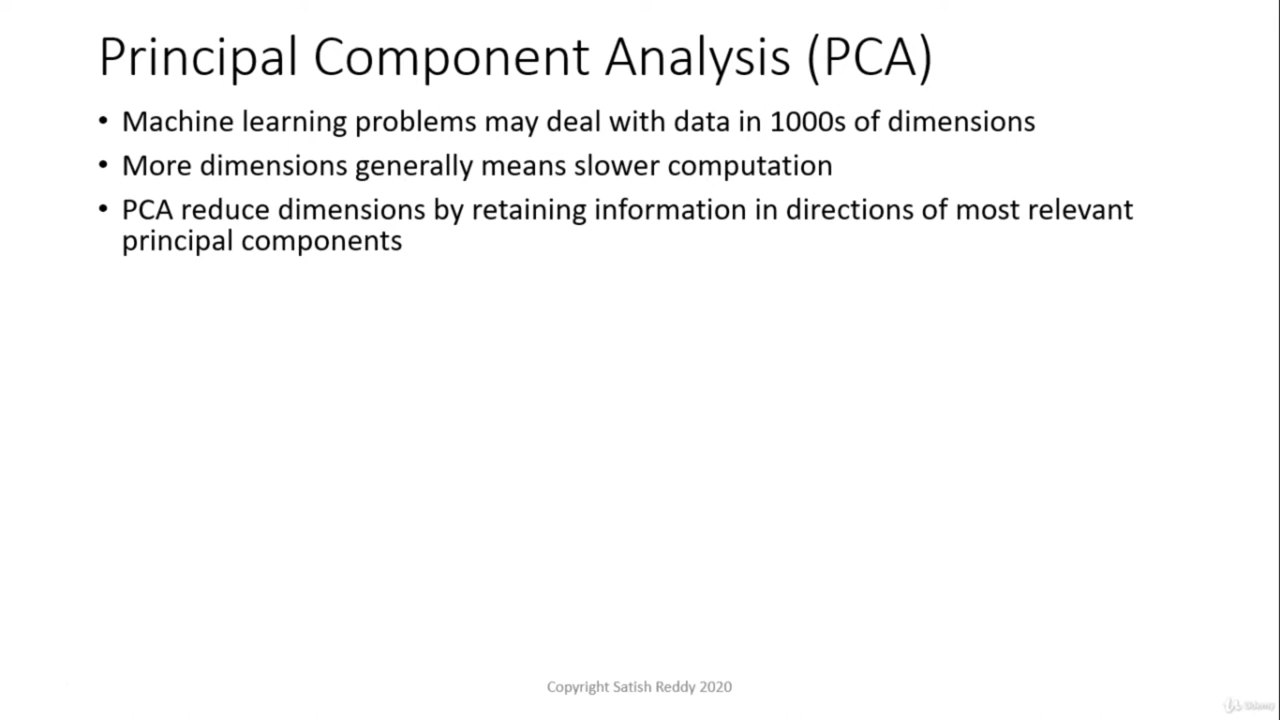 Principal Component Analysis (PCA)
• Machine learning problems may deal with data in 1000s of dimensions
• More dimensions generally means slower computation
• PCA reduce dimensions by retaining information in directions of most relevant
principal components
Copyright Satish Reddy 2020
Udemy